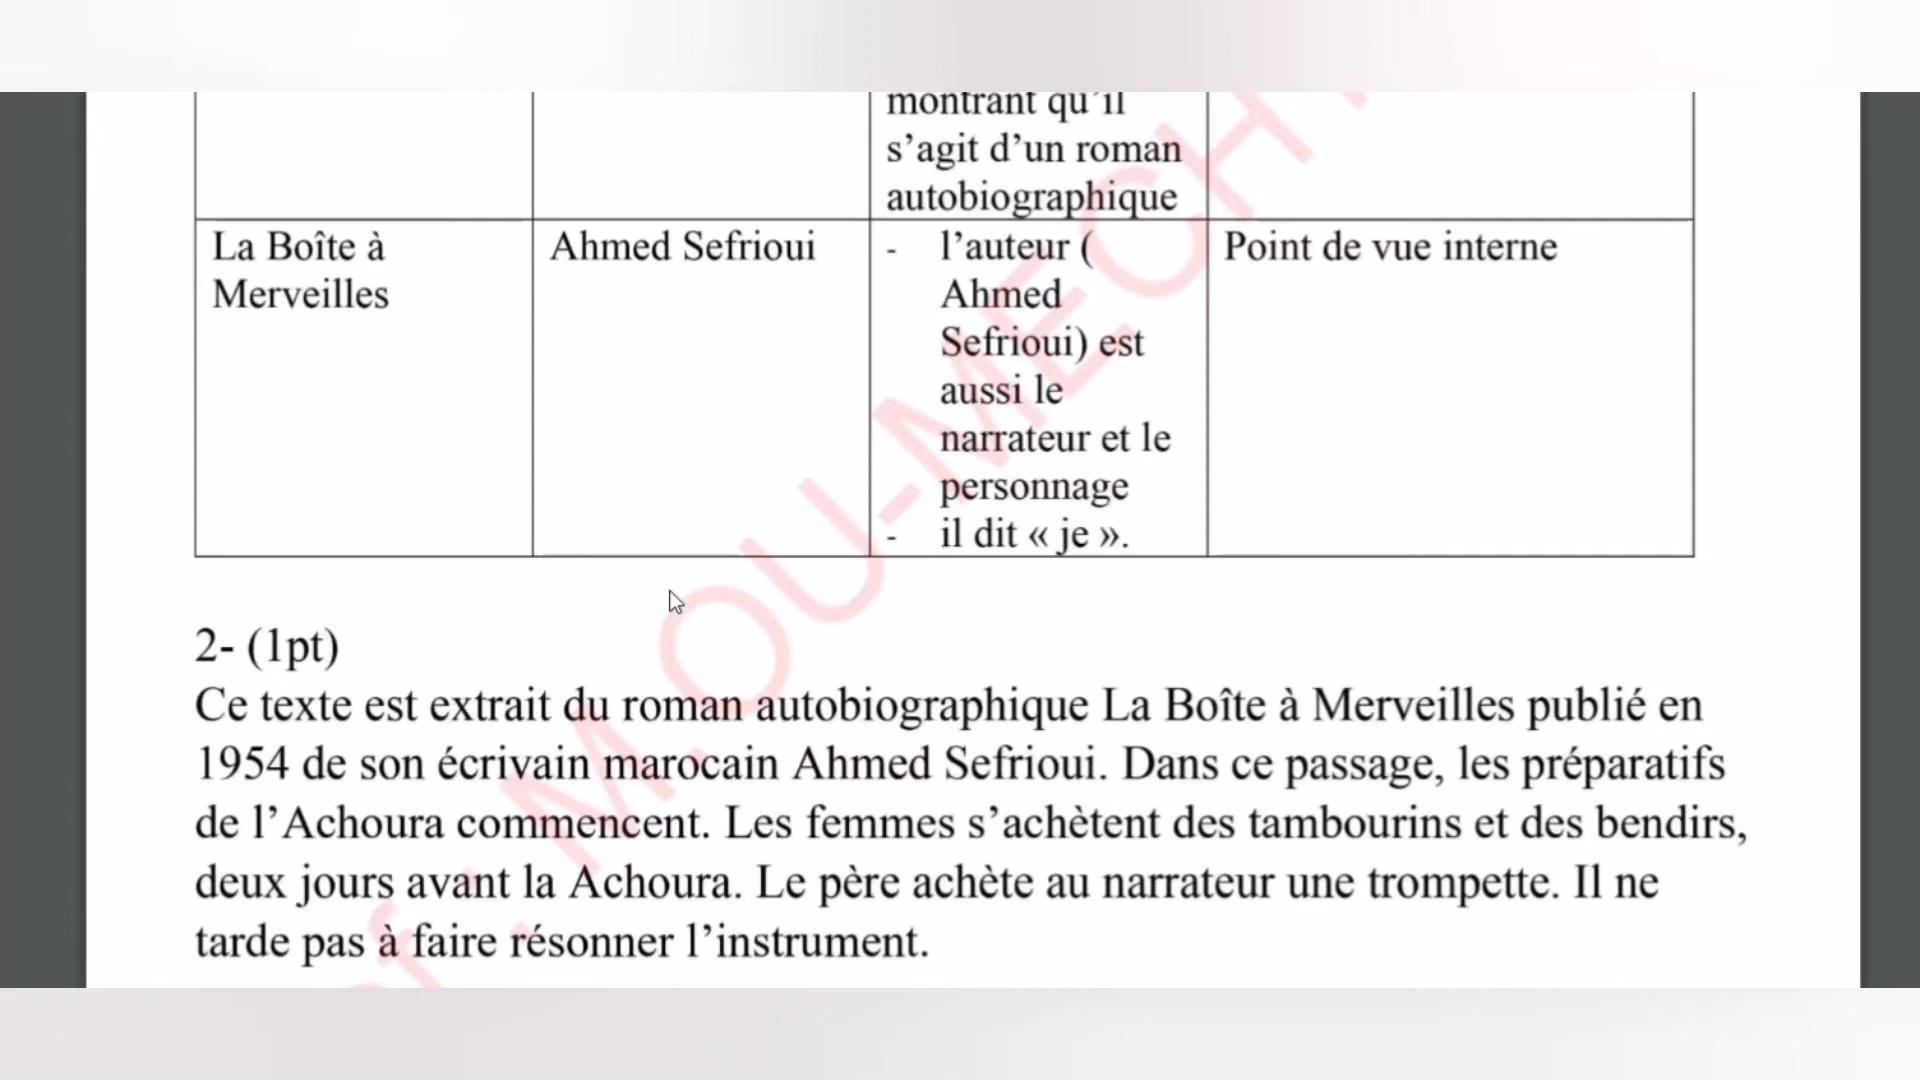 montrant qu'il
s'agit d'un roman
autobiographique
La Boîte à
Merveilles
Ahmed Sefrioui
- l'auteur (
Ahmed
Sefrioui) est
aussi le
narrateur et le
personnage
- il dit « je ».
Point de vue interne
2- (1pt)
Ce texte est extrait du roman autobiographique La Boîte à Merveilles publié en
1954 de son écrivain marocain Ahmed Sefrioui. Dans ce passage, les préparatifs
de l'Achoura commencent. Les femmes s'achètent des tambourins et des bendirs,
deux jours avant la Achoura. Le père achète au narrateur une trompette. Il ne
tarde pas à faire résonner l'instrument.